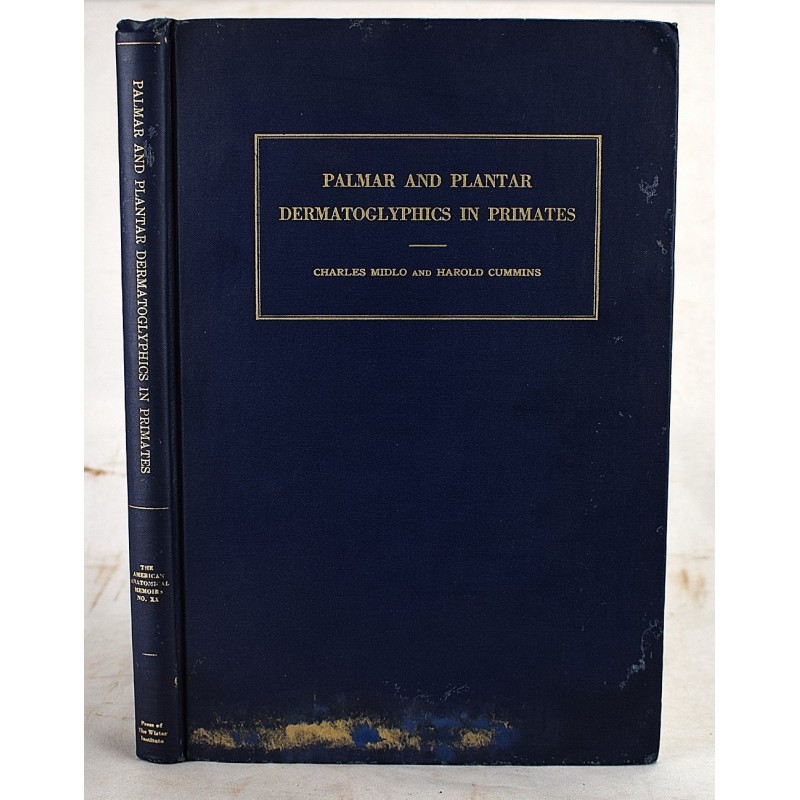 PALMAR AND PLANTAR DERMATOGLYPHICS IN PRIMATES
THE
AMERICAN
ANATOMICAL
MEMOIRS
NO. XX
Press of
The Wistar
Institute
PALMAR AND PLANTAR
DERMATOGLYPHICS IN PRIMATES
CHARLES MIDLO AND HAROLD CUMMINS